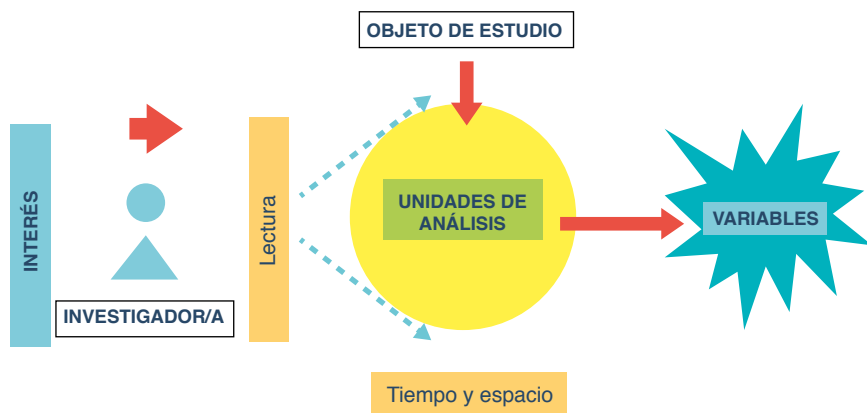 OBJETO DE ESTUDIO
INTERÉS
INVESTIGADOR/A
Lectura
UNIDADES DE
ANÁLISIS
VARIABLES
Tiempo y espacio